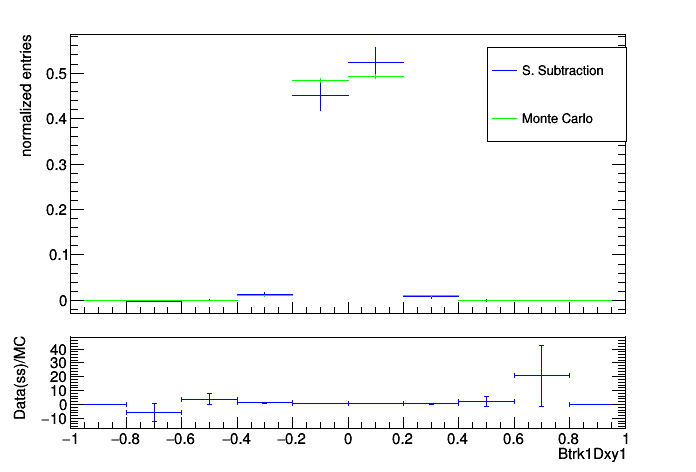 normalized entries
0.5
0.4
0.3
0.2
0.1
0
S. Subtraction
Monte Carlo
Data(ss)/MC
40
30
20
10
0
−10
−1 −0.8 −0.6 −0.4 −0.2 0 0.2 0.4 0.6 0.8 1
Btrk1Dxy1